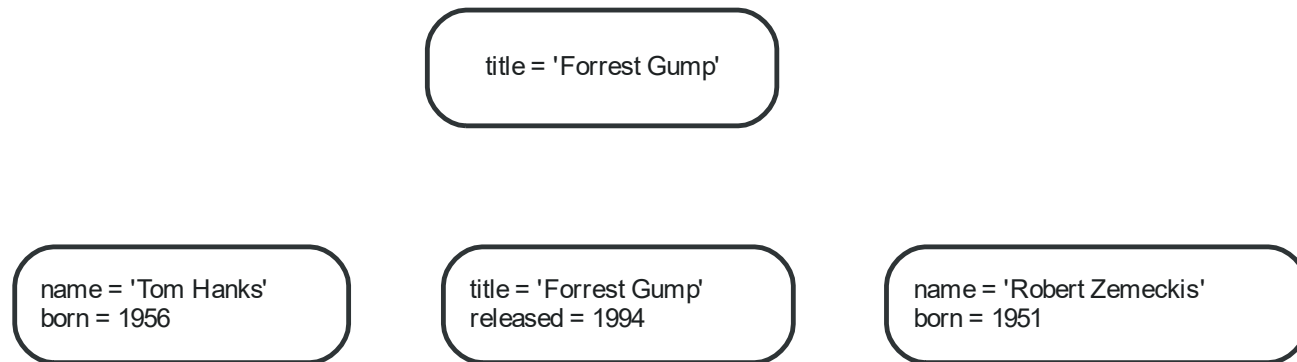 title = 'Forrest Gump'
name = 'Tom Hanks'
born = 1956
title = 'Forrest Gump'
released = 1994
name = 'Robert Zemeckis'
born = 1951